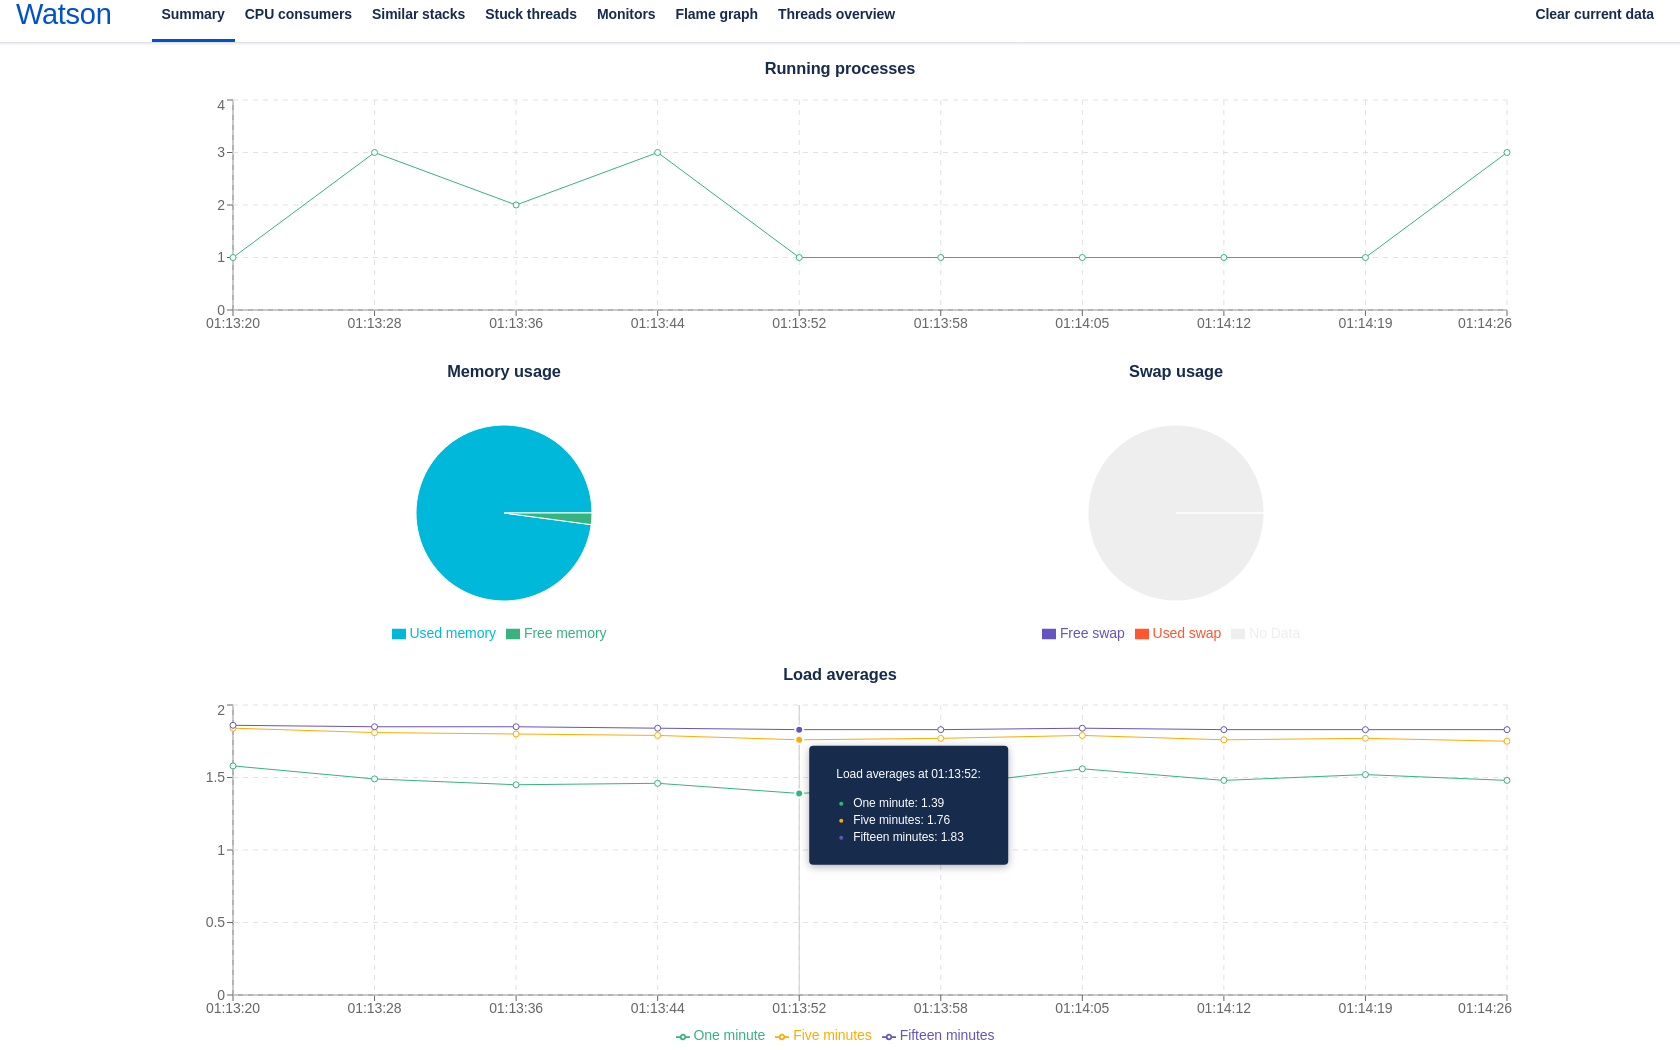 Watson Summary CPU consumers Similar stacks Stuck threads Monitors Flame graph Threads overview Clear current data
Running processes
4
3
2
1
0
01:13:20 01:13:28 01:13:36 01:13:44 01:13:52 01:13:58 01:14:05 01:14:12 01:14:19 01:14:26
Memory usage Swap usage
Used memory Free memory Free swap Used swap No Data
Load averages
2
1.5
1
0.5
0
Load averages at 01:13:52:
One minute: 1.39
Five minutes: 1.76
Fifteen minutes: 1.83
01:13:20 01:13:28 01:13:36 01:13:44 01:13:52 01:13:58 01:14:05 01:14:12 01:14:19 01:14:26
One minute Five minutes Fifteen minutes